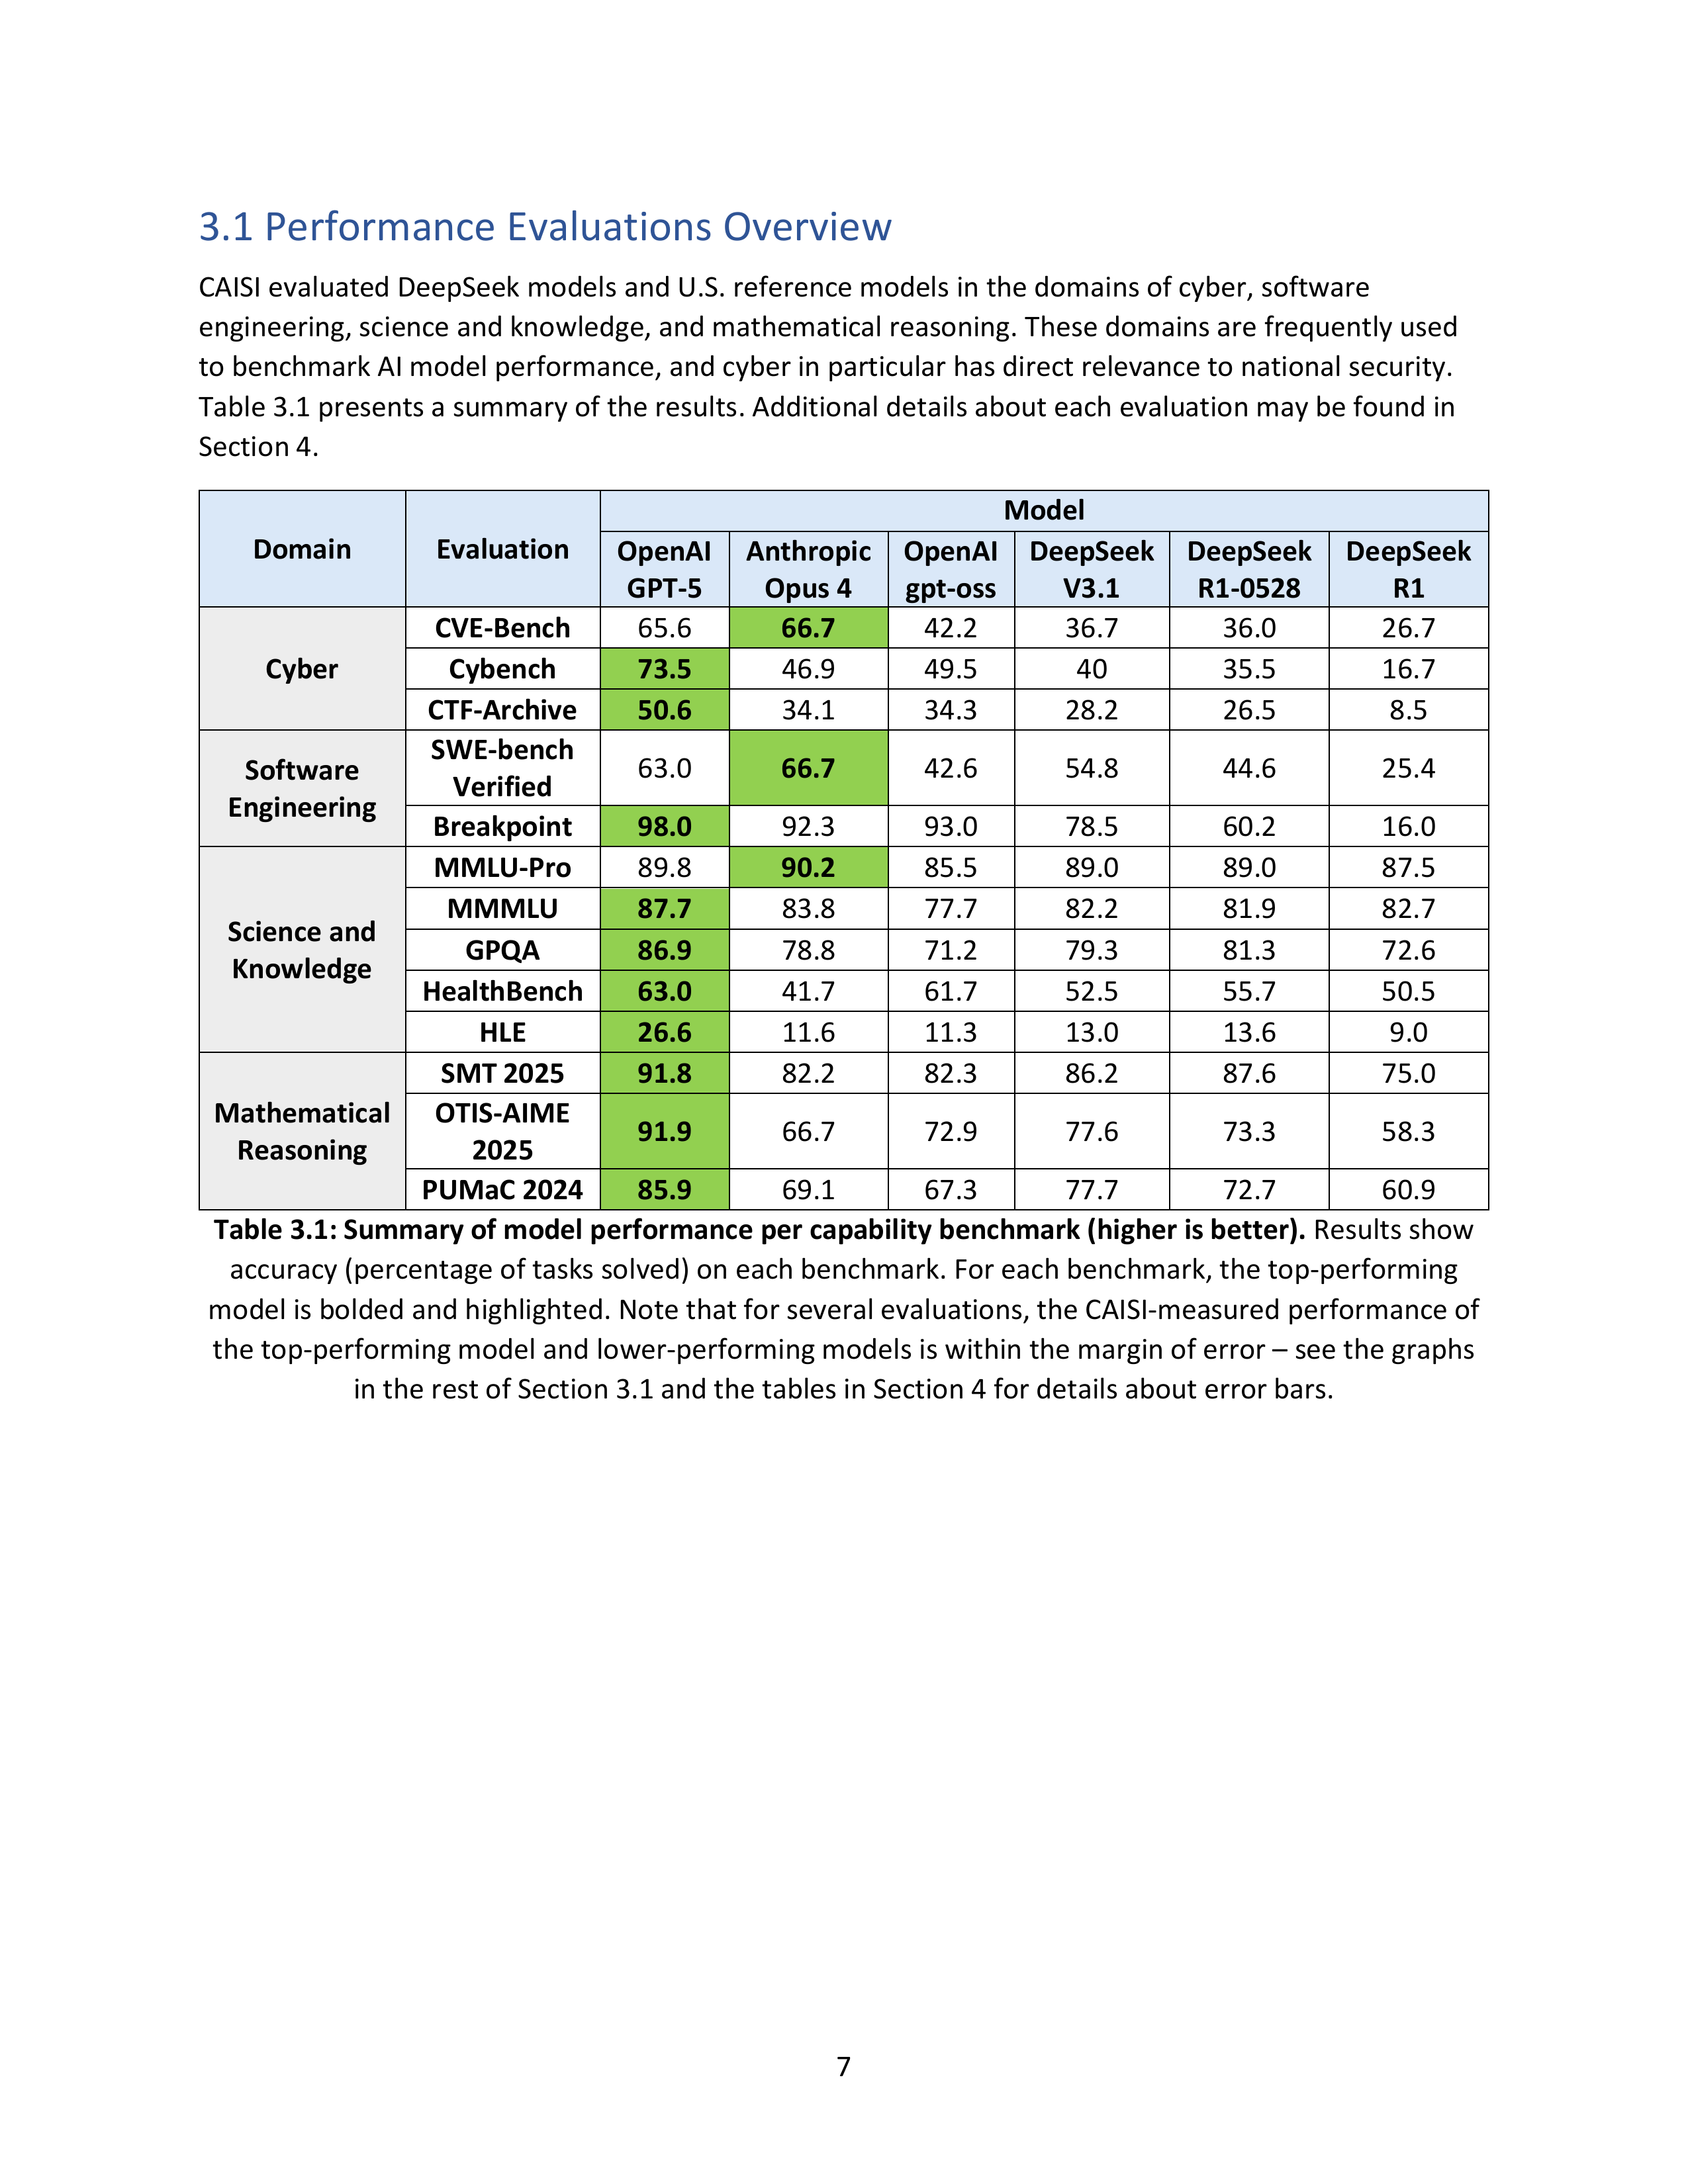 3.1 Performance Evaluations Overview
CAISI evaluated DeepSeek models and U.S. reference models in the domains of cyber, software
engineering, science and knowledge, and mathematical reasoning. These domains are frequently used
to benchmark AI model performance, and cyber in particular has direct relevance to national security.
Table 3.1 presents a summary of the results. Additional details about each evaluation may be found in
Section 4.
Domain Evaluation Model
OpenAI GPT-5 Anthropic Opus 4 OpenAI gpt-oss DeepSeek V3.1 DeepSeek R1-0528 DeepSeek R1
Cyber CVE-Bench 65.6 66.7 42.2 36.7 36.0 26.7
Cybench 73.5 46.9 49.5 40 35.5 16.7
CTF-Archive 50.6 34.1 34.3 28.2 26.5 8.5
Software Engineering SWE-bench Verified 63.0 66.7 42.6 54.8 44.6 25.4
Breakpoint 98.0 92.3 93.0 78.5 60.2 16.0
Science and Knowledge MMLU-Pro 89.8 90.2 85.5 89.0 89.0 87.5
MMMLU 87.7 83.8 77.7 82.2 81.9 82.7
GPQA 86.9 78.8 71.2 79.3 81.3 72.6
HealthBench 63.0 41.7 61.7 52.5 55.7 50.5
HLE 26.6 11.6 11.3 13.0 13.6 9.0
Mathematical Reasoning SMT 2025 91.8 82.2 82.3 86.2 87.6 75.0
OTIS-AIME 2025 91.9 66.7 72.9 77.6 73.3 58.3
PUMaC 2024 85.9 69.1 67.3 77.7 72.7 60.9
Table 3.1: Summary of model performance per capability benchmark (higher is better). Results show
accuracy (percentage of tasks solved) on each benchmark. For each benchmark, the top-performing
model is bolded and highlighted. Note that for several evaluations, the CAISI-measured performance of
the top-performing model and lower-performing models is within the margin of error – see the graphs
in the rest of Section 3.1 and the tables in Section 4 for details about error bars.
7